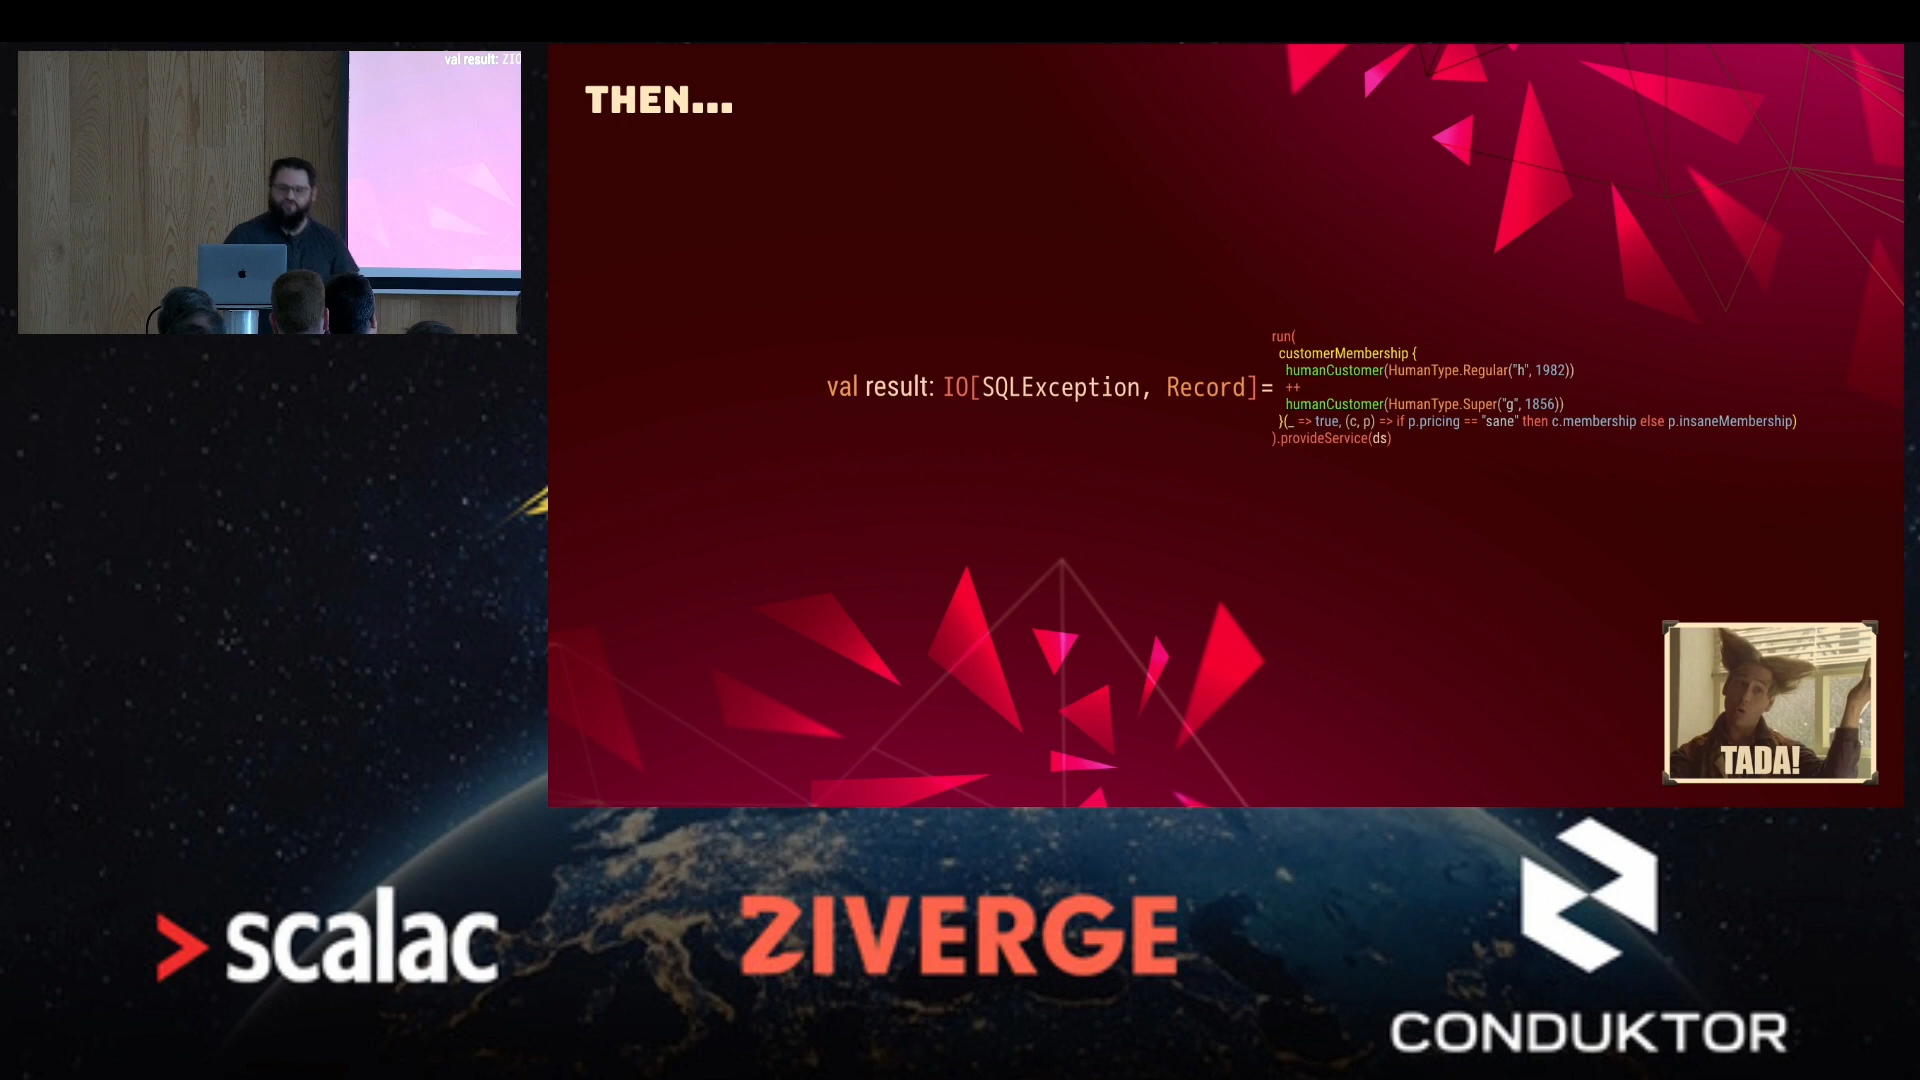 val result: ZIO
THEN...
val result: IO[SQLException, Record]=
run(
customerMembership {
humanCustomer(HumanType.Regular("h", 1982))
++
humanCustomer(HumanType.Super("g", 1856))
}(_ => true, (c, p) => if p.pricing == "sane" then c.membership else p.insaneMembership)
).provideService(ds)
TADA!
scalac
ZIVERGE
CONDUKTOR